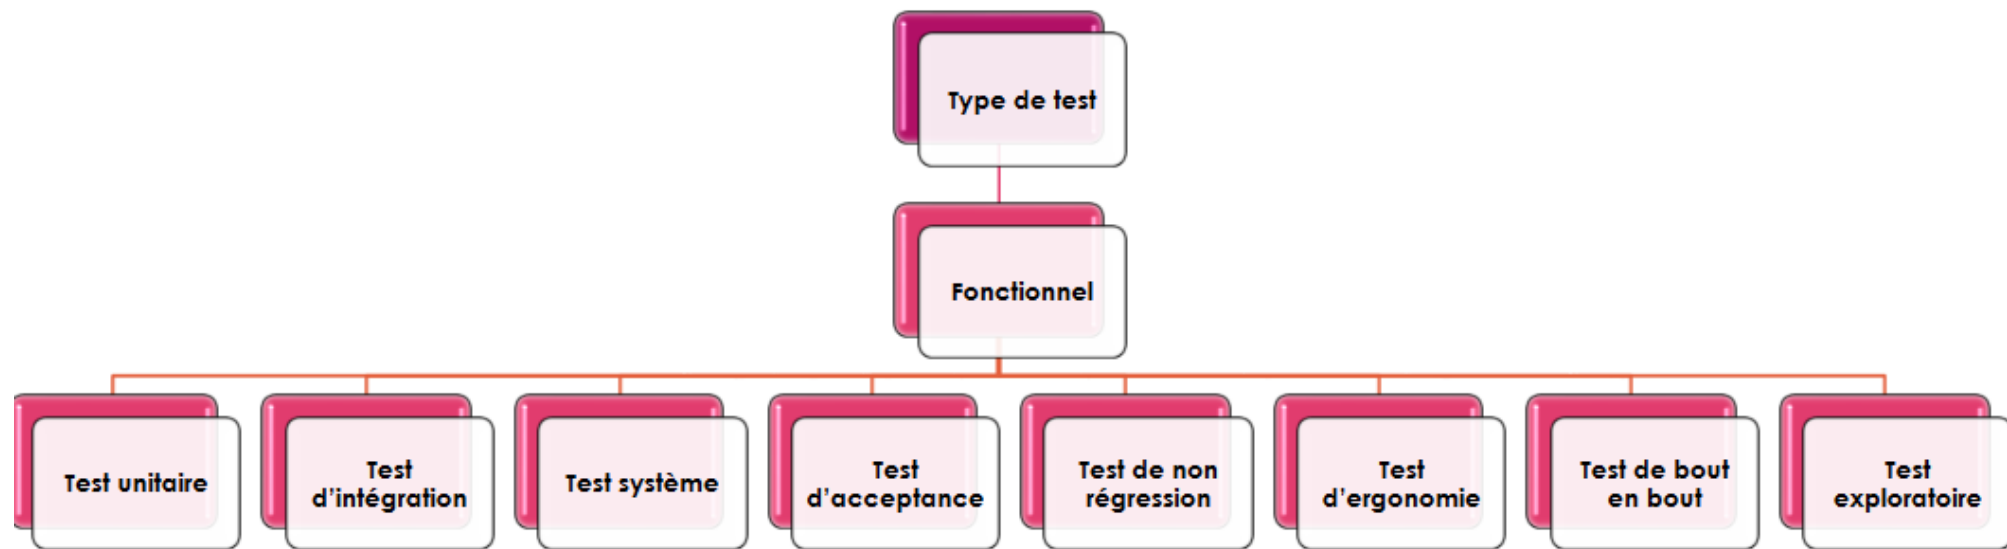 Type de test
Fonctionnel
Test unitaire
Test
d’intégration
Test système
Test
d’acceptance
Test de non
régression
Test
d’ergonomie
Test de bout
en bout
Test
exploratoire